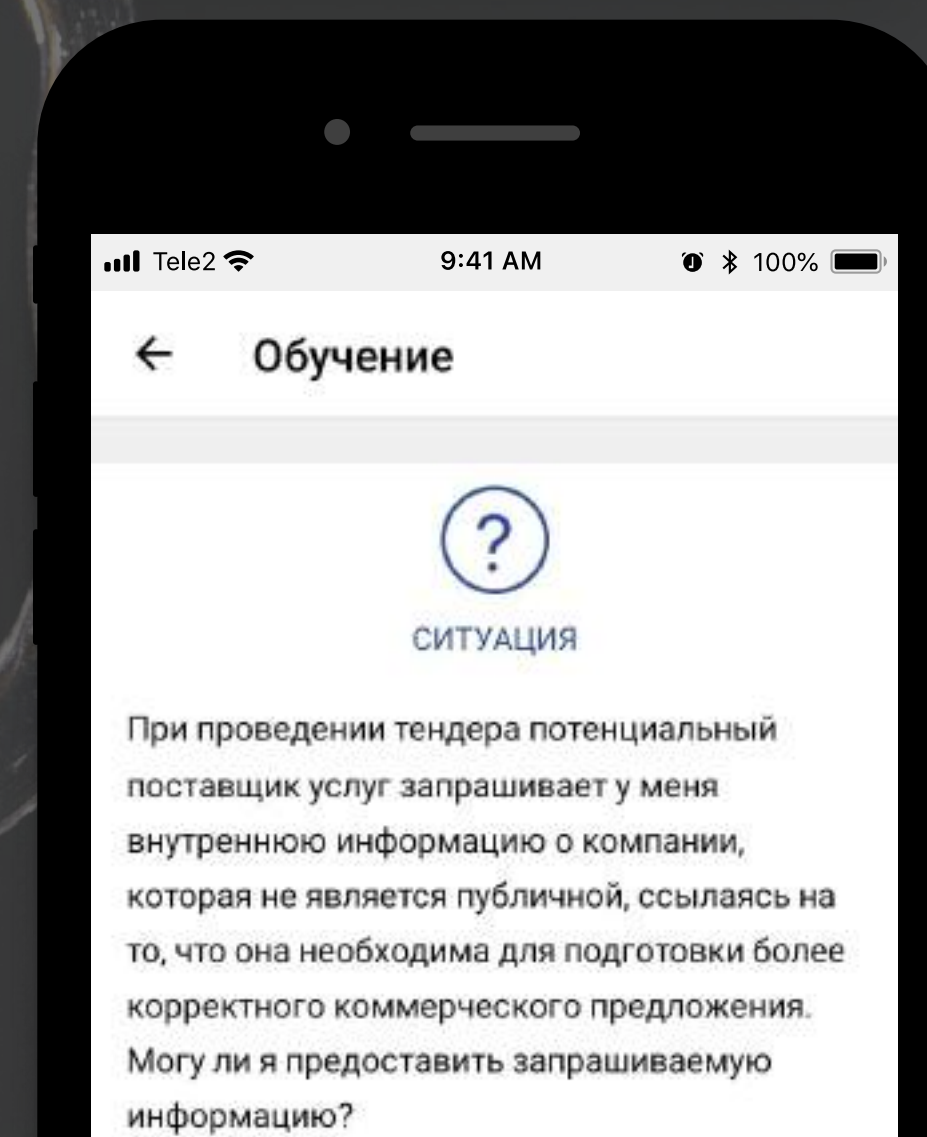 Tele2 9:41 AM 100%
Обучение
?
СИТУАЦИЯ
При проведении тендера потенциальный
поставщик услуг запрашивает у меня
внутреннюю информацию о компании,
которая не является публичной, ссылаясь на
то, что она необходима для подготовки более
корректного коммерческого предложения.
Могу ли я предоставить запрашиваемую
информацию?